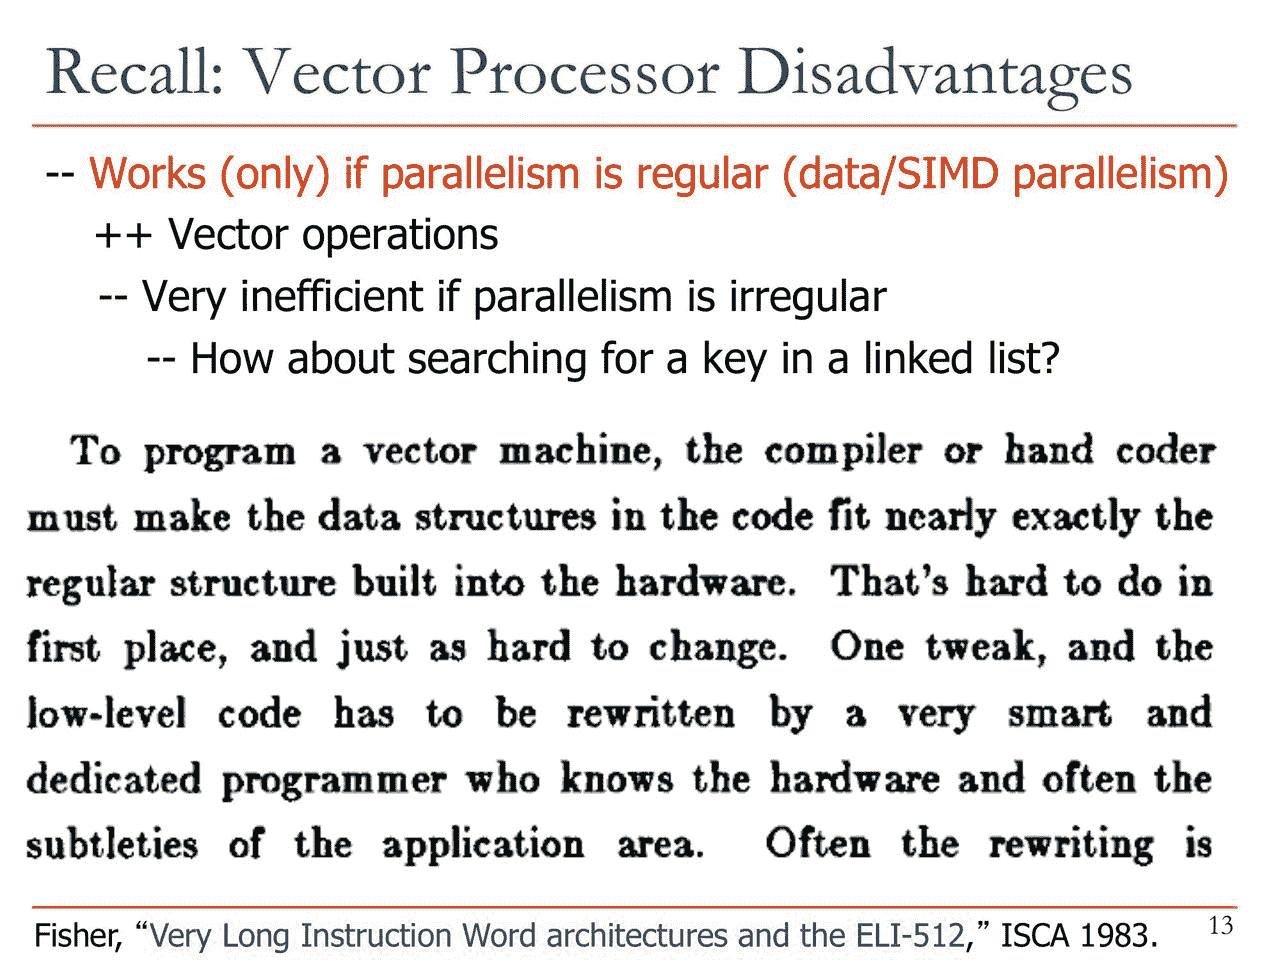 Recall: Vector Processor Disadvantages
-- Works (only) if parallelism is regular (data/SIMD parallelism)
++ Vector operations
-- Very inefficient if parallelism is irregular
-- How about searching for a key in a linked list?
To program a vector machine, the compiler or hand coder
must make the data structures in the code fit nearly exactly the
regular structure built into the hardware. That's hard to do in
first place, and just as hard to change. One tweak, and the
low-level code has to be rewritten by a very smart and
dedicated programmer who knows the hardware and often the
subtleties of the application area. Often the rewriting is
Fisher, “Very Long Instruction Word architectures and the ELI-512,” ISCA 1983.
13